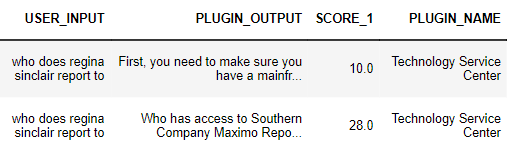 USER_INPUT PLUGIN_OUTPUT SCORE_1 PLUGIN_NAME
who does regina sinclair report to First, you need to make sure you have a mainfr... 10.0 Technology Service Center
who does regina sinclair report to Who has access to Southern Company Maximo Repo... 28.0 Technology Service Center